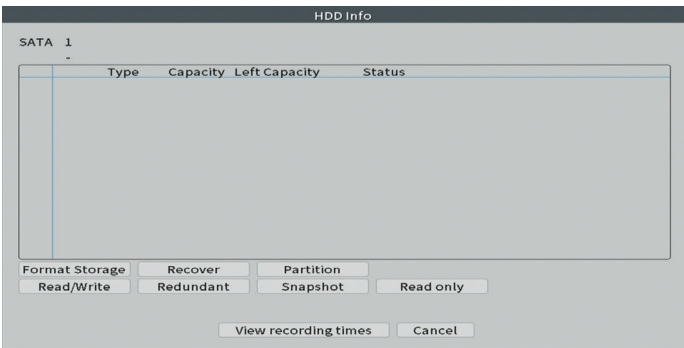 HDD Info
SATA 1
-
Type Capacity Left Capacity Status
Format Storage Recover Partition
Read/Write Redundant Snapshot Read only
View recording times Cancel